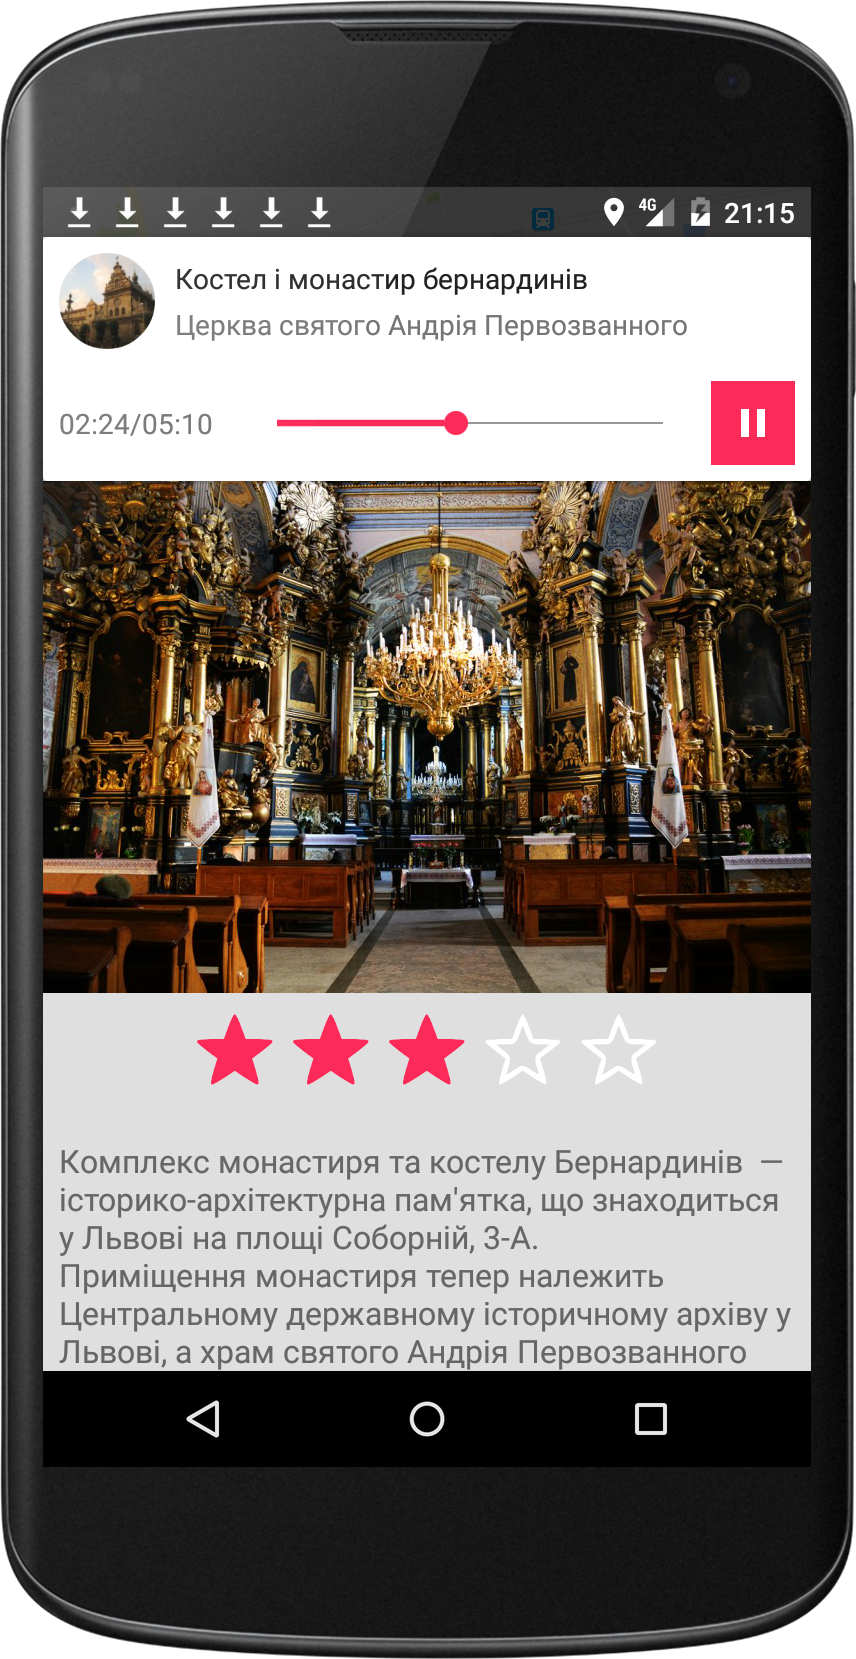 4G 21:15
Костел і монастир бернардинів
Церква святого Андрія Первозванного
02:24/05:10
Комплекс монастиря та костелу Бернардинів  —
історико-архітектурна пам'ятка, що знаходиться
у Львові на площі Соборній, 3-А.
Приміщення монастиря тепер належить
Центральному державному історичному архіву у
Львові, а храм святого Андрія Первозванного